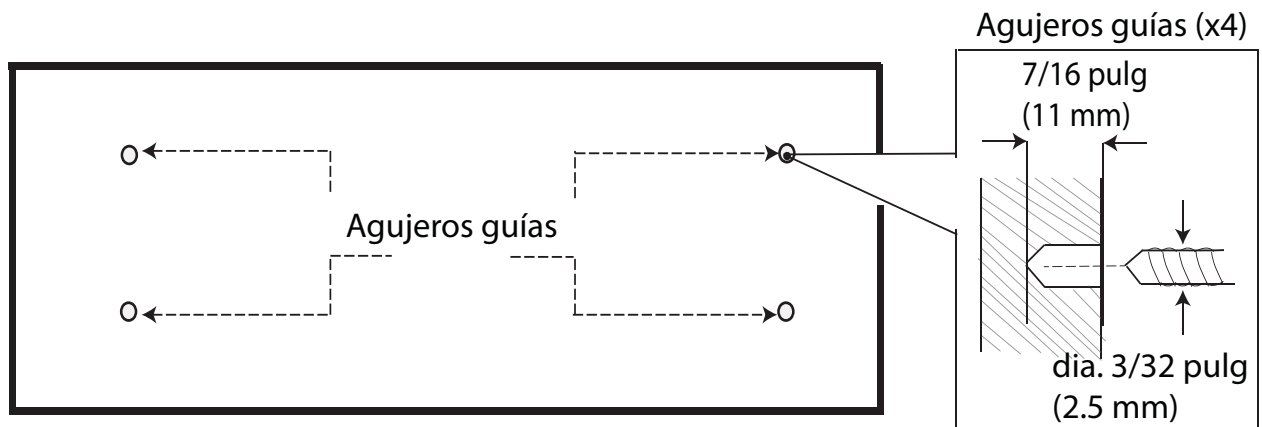 Agujeros guías (x4)
7/16 pulg
(11 mm)
Agujeros guías
dia. 3/32 pulg
(2.5 mm)